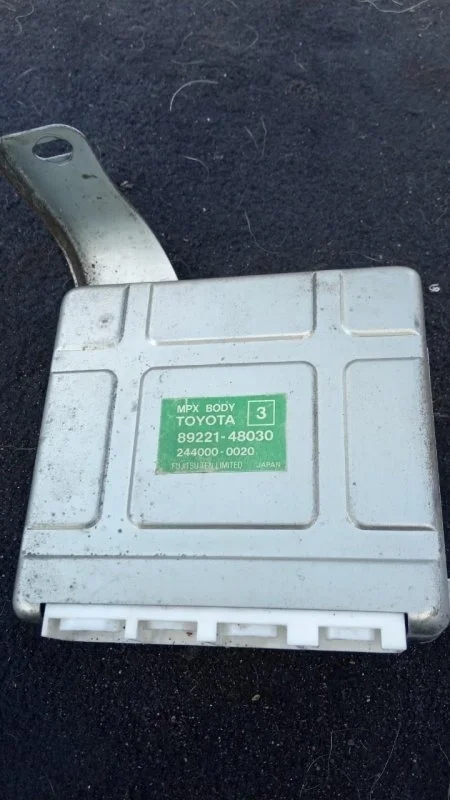 MPX BODY
TOYOTA 3
89221-48030
244000-0020
FUJITSU TEN LIMITED JAPAN